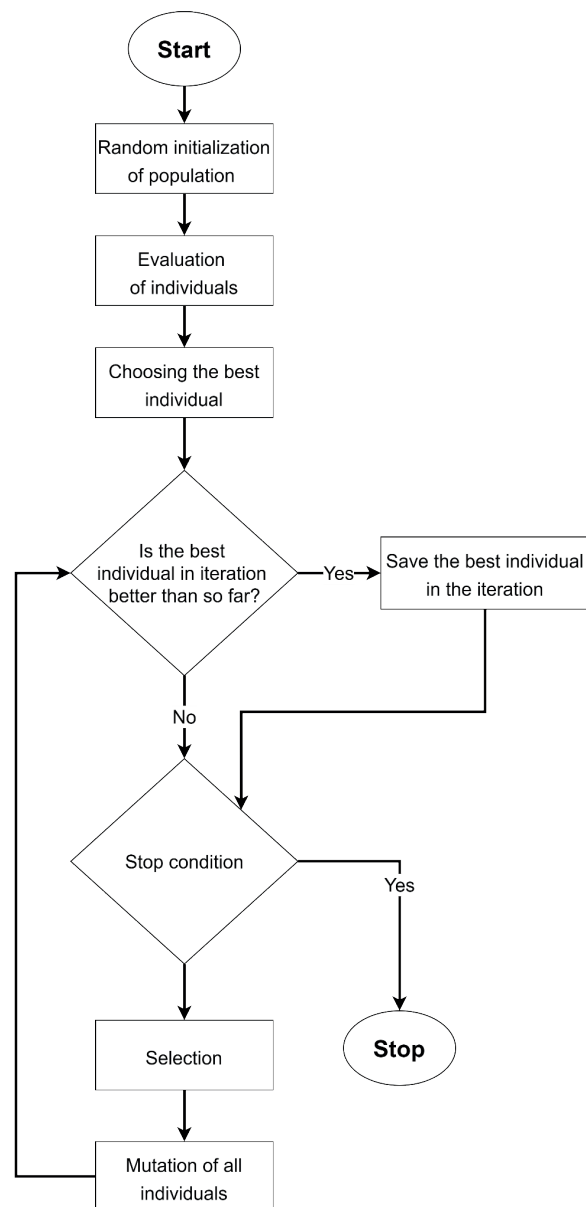 Start
Random initialization
of population
Evaluation
of individuals
Choosing the best
individual
Is the best
individual in iteration
better than so far?
Yes
Save the best individual
in the iteration
No
Stop condition
Yes
Selection
Stop
Mutation of all
individuals